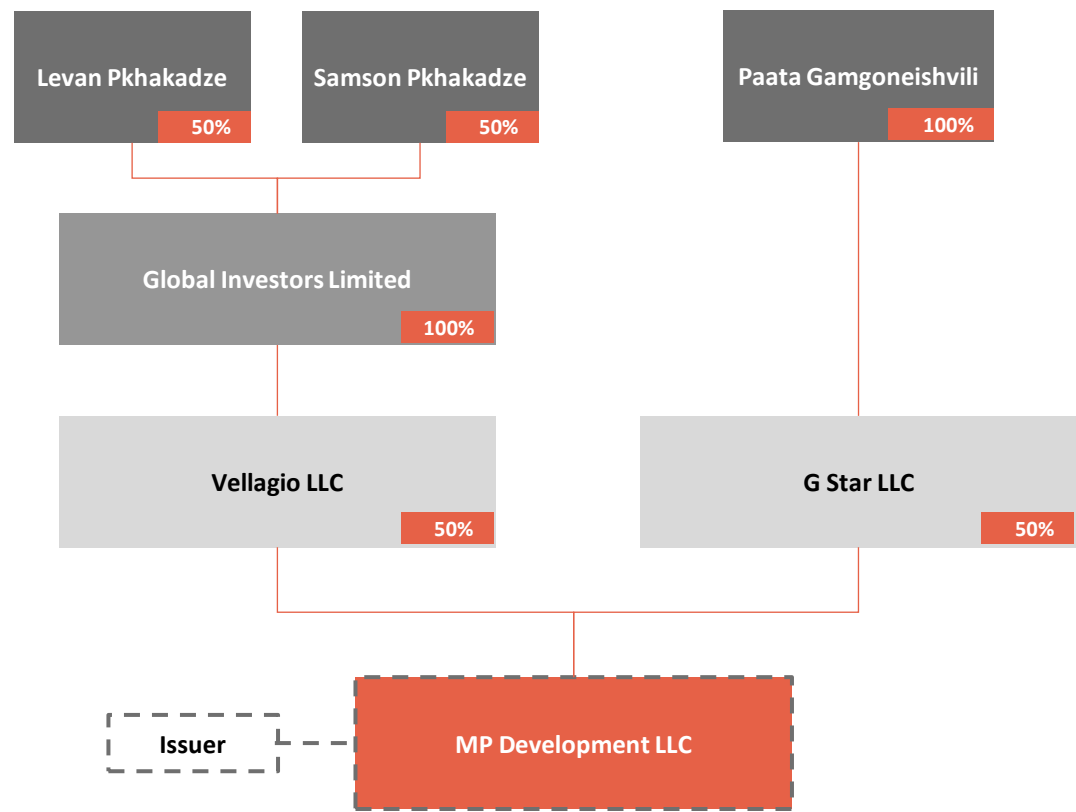 Levan Pkhakadze
50%
Samson Pkhakadze
50%
Paata Gamgoneishvili
100%
Global Investors Limited
100%
Vellagio LLC
50%
G Star LLC
50%
Issuer
MP Development LLC